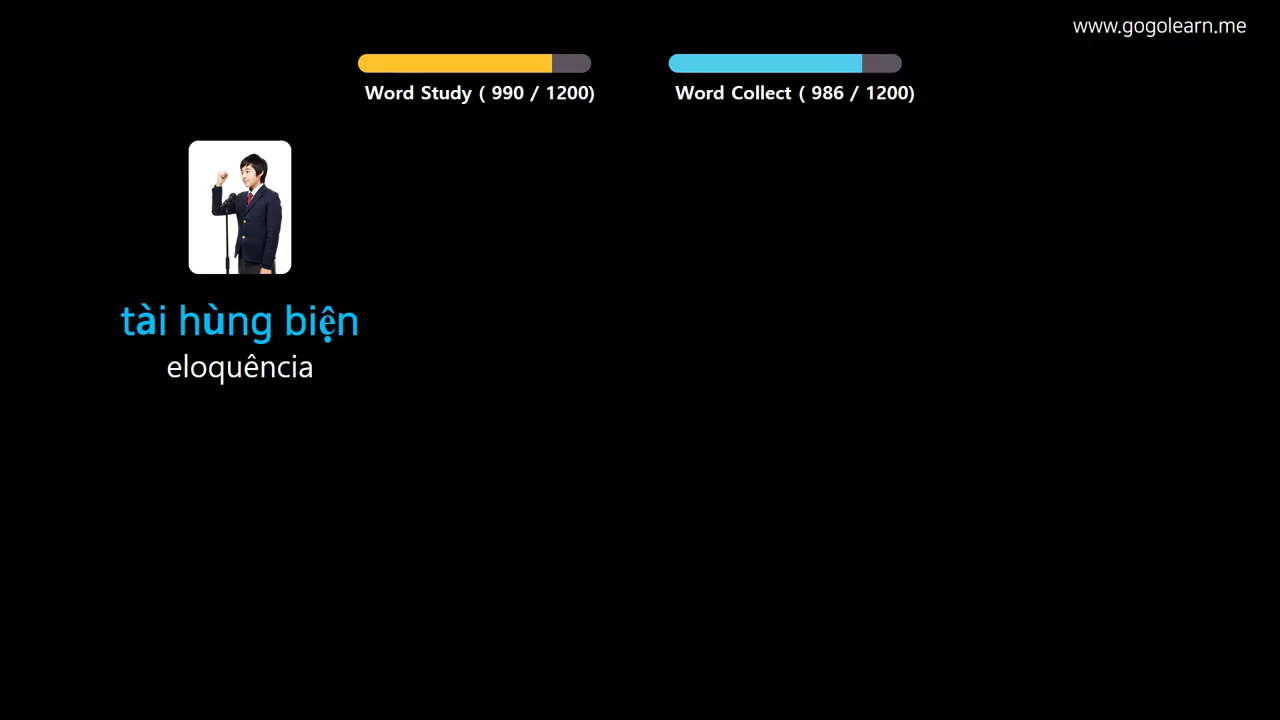 www.gogolearn.me
Word Study ( 990 / 1200)
Word Collect ( 986 / 1200)
tài hùng biện
eloquência